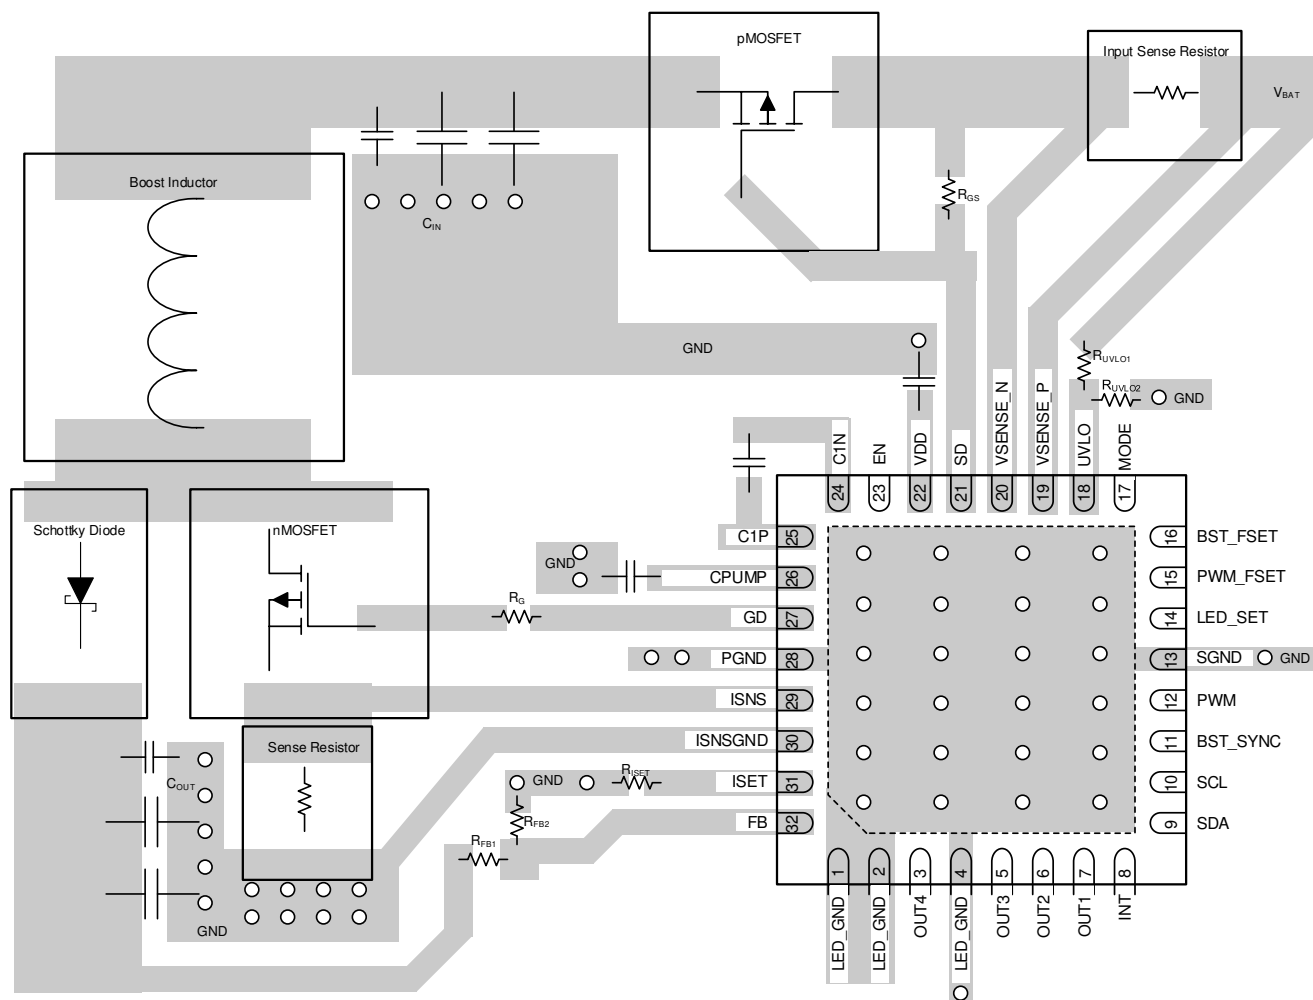 pMOSFET
Input Sense Resistor
VBAT
Boost Inductor
RGS
CIN
GND
RUVLO1
RUVLO2
GND
C1N
EN
VDD
SD
VSENSE_N
VSENSE_P
UVLO
MODE
24
23
22
21
20
19
18
17
Schottky Diode
nMOSFET
C1P
25
16
BST_FSET
GND
CPUMP
26
15
PWM_FSET
RG
GD
27
14
LED_SET
PGND
28
13
SGND
GND
ISNS
29
12
PWM
ISNSGND
30
11
BST_SYNC
Sense Resistor
COUT
GND
RISET
ISET
31
10
SCL
RFB2
FB
32
9
SDA
RFB1
1
2
3
4
5
6
7
8
LED_GND
LED_GND
OUT4
LED_GND
OUT3
OUT2
OUT1
INT
GND